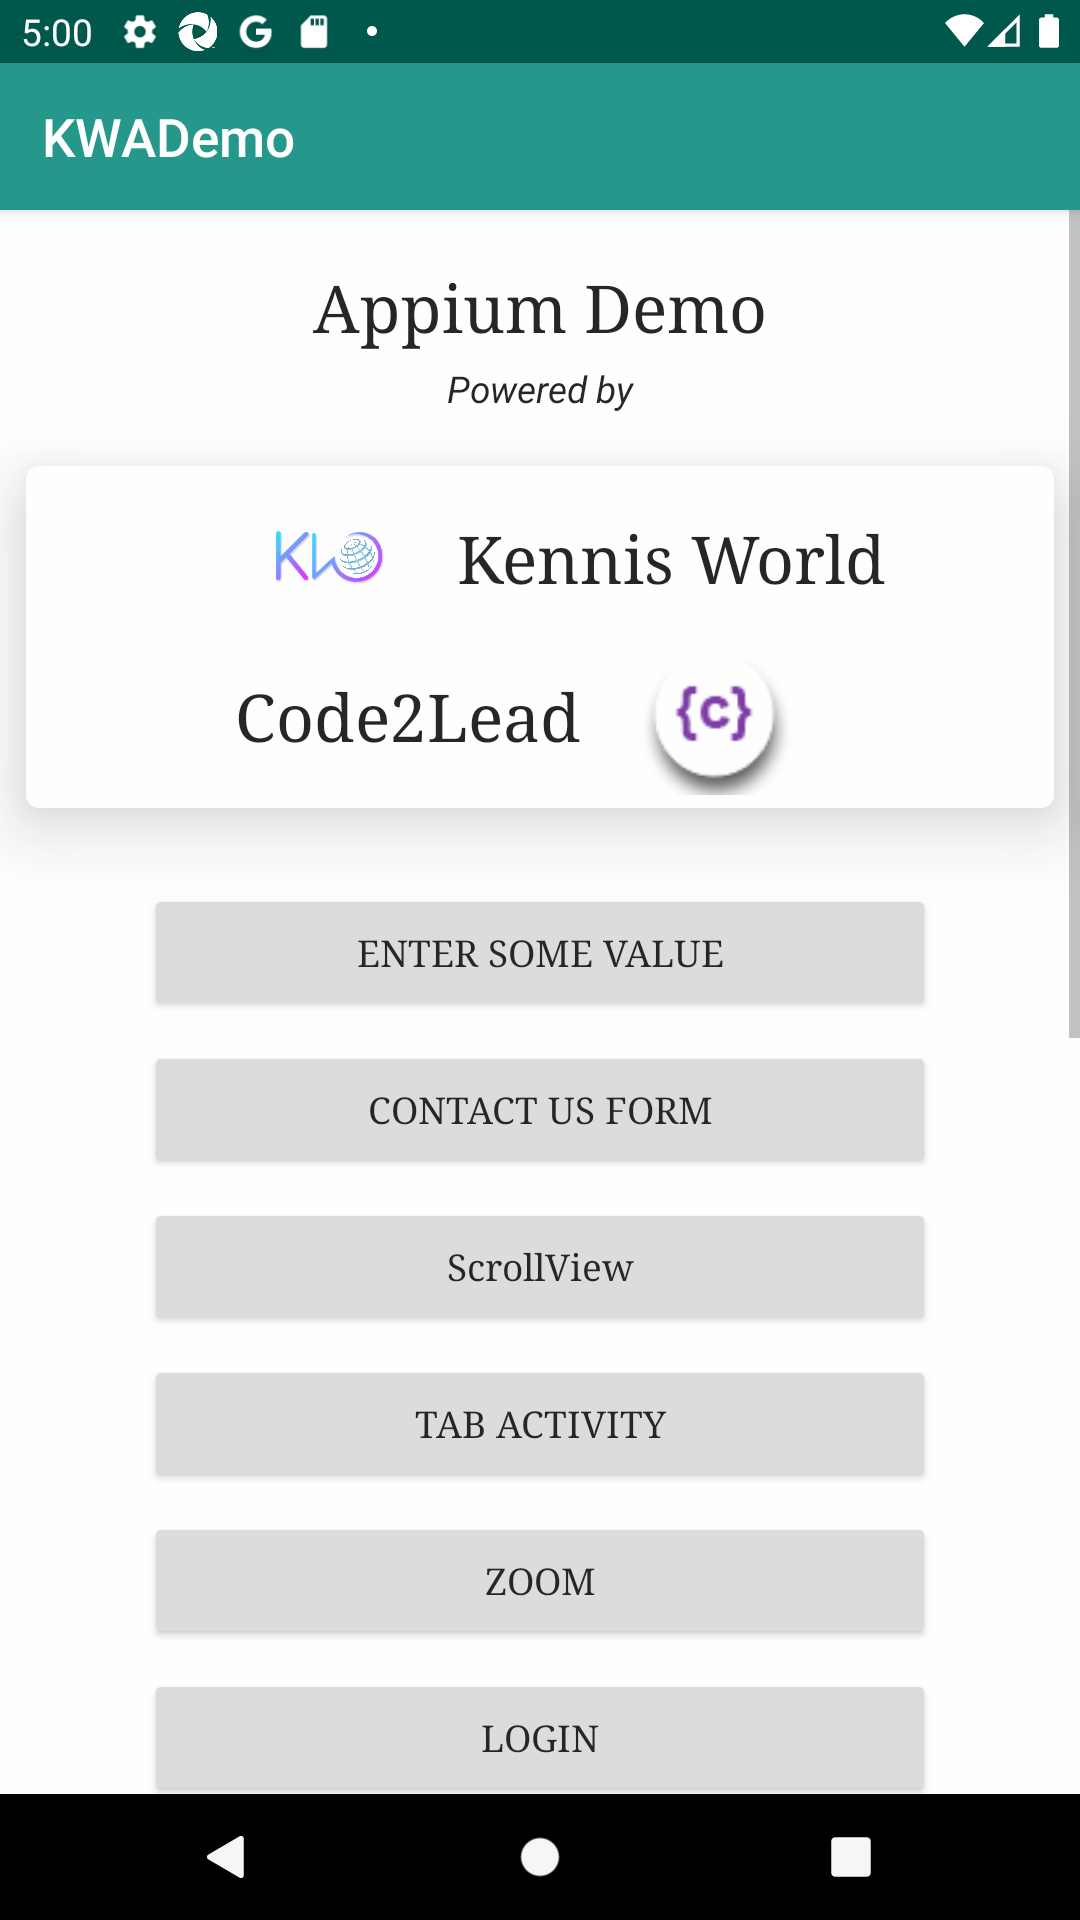 5:00
KWADemo
Appium Demo
Powered by
Kennis World
Code2Lead
{c}
ENTER SOME VALUE
CONTACT US FORM
ScrollView
TAB ACTIVITY
ZOOM
LOGIN